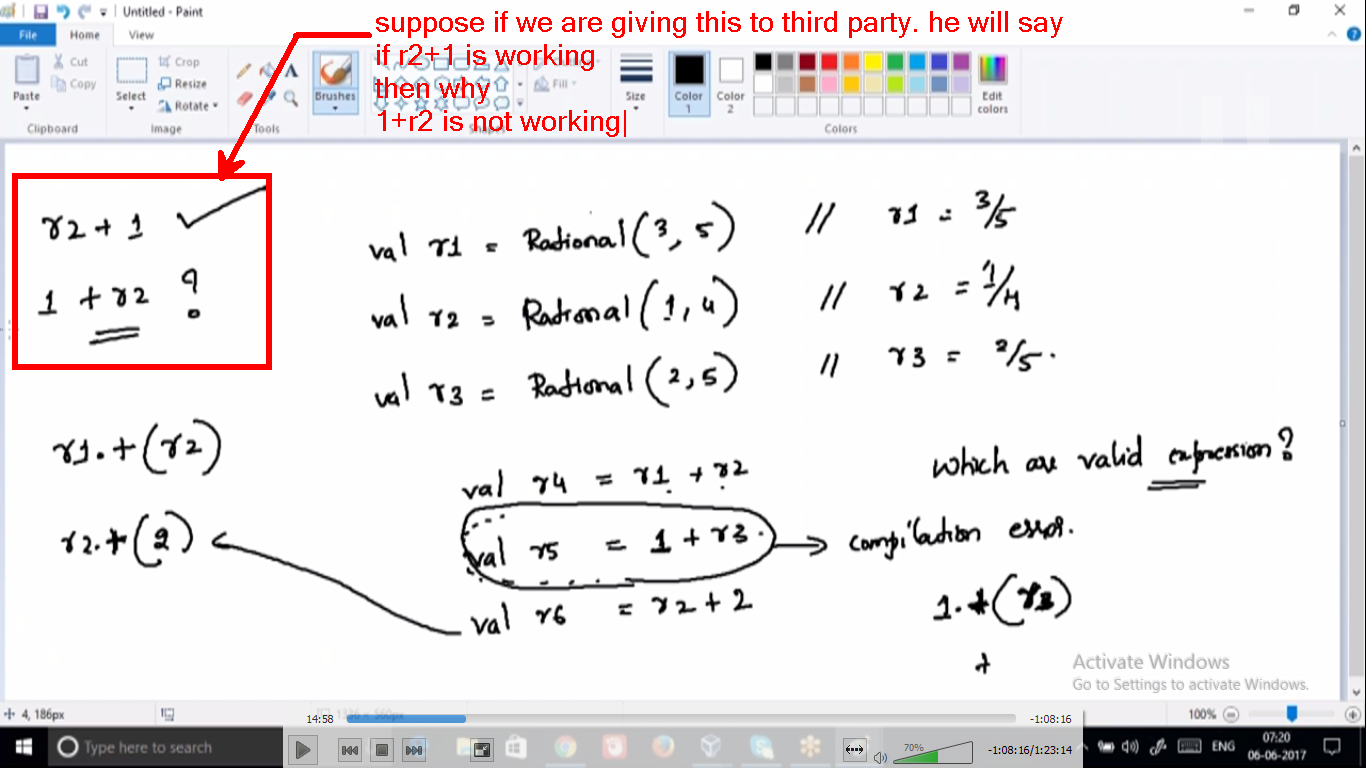 Untitled - Paint
suppose if we are giving this to third party. he will say
if r2+1 is working
then why
1+r2 is not working
File
Home
View
Cut
Copy
Paste
Clipboard
Select
Crop
Resize
Rotate
Image
A
Tools
Brushes
Fill
Size
Color 1
Color 2
Edit colors
Colors
r2 + 1
1 + r2 ?
val r1 = Rational(3, 5) // r1 = 3/5
val r2 = Rational(1, 4) // r2 = 1/4
val r3 = Rational(2, 5) // r3 = 2/5.
r1.+(r2)
r2.+(2)
which are valid expression?
val r4 = r1 + r2
val r5 = 1 + r3.
compilation error.
val r6 = r2 + 2
1.+(r3)
+
Activate Windows
Go to Settings to activate Windows.
4, 186px
100%
14:58
-1:08:16
Type here to search
70%
-1:08:16/1:23:14
ENG
07:20
06-06-2017